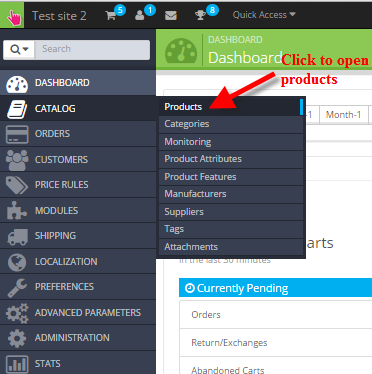 Test site 2 5 1 8 Quick Access
Search
DASHBOARD
Dashboard
Click to open
products
DASHBOARD
CATALOG
ORDERS
CUSTOMERS
PRICE RULES
MODULES
SHIPPING
LOCALIZATION
PREFERENCES
ADVANCED PARAMETERS
ADMINISTRATION
STATS
Products
Categories
Monitoring
Product Attributes
Product Features
Manufacturers
Suppliers
Tags
Attachments
Month-1
in the last 30 minutes
Currently Pending
Orders
Return/Exchanges
Abandoned Carts